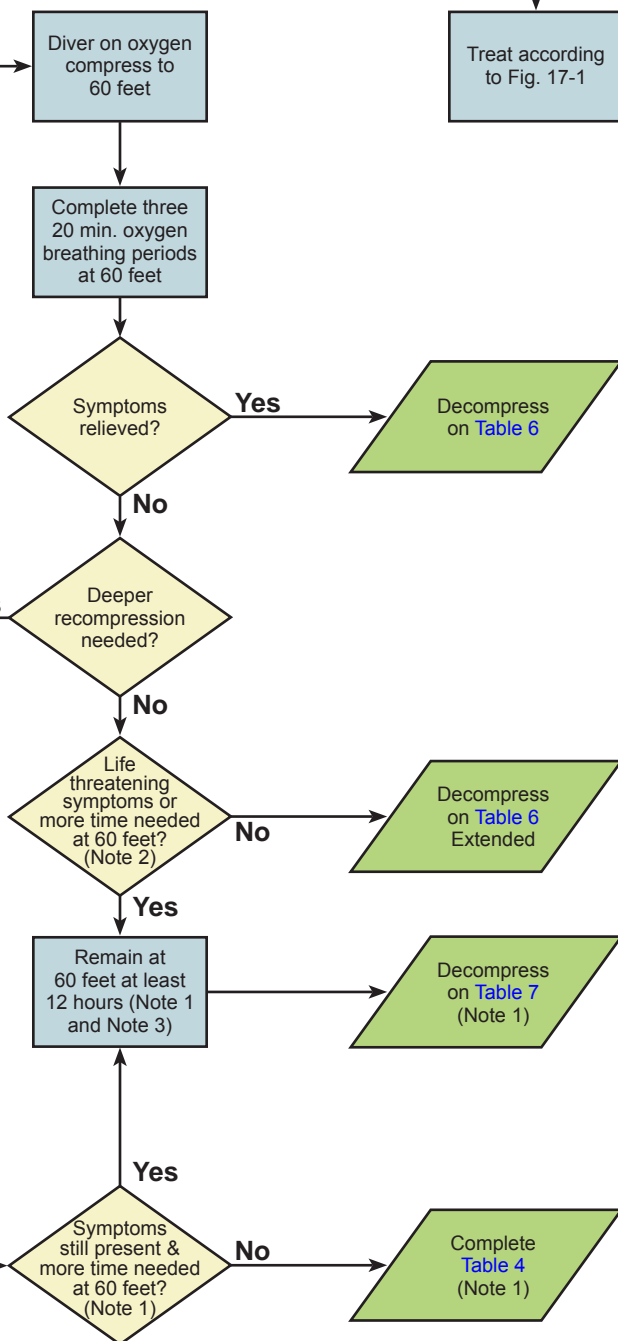 Diver on oxygen
compress to
60 feet
Treat according
to Fig. 17-1
Complete three
20 min. oxygen
breathing periods
at 60 feet
Symptoms
relieved?
Yes
Decompress
on Table 6
No
Deeper
recompression
needed?
No
Life
threatening
symptoms or
more time needed
at 60 feet?
(Note 2)
No
Decompress
on Table 6
Extended
Yes
Remain at
60 feet at least
12 hours (Note 1
and Note 3)
Decompress
on Table 7
(Note 1)
Yes
Symptoms
still present &
more time needed
at 60 feet?
(Note 1)
No
Complete
Table 4
(Note 1)